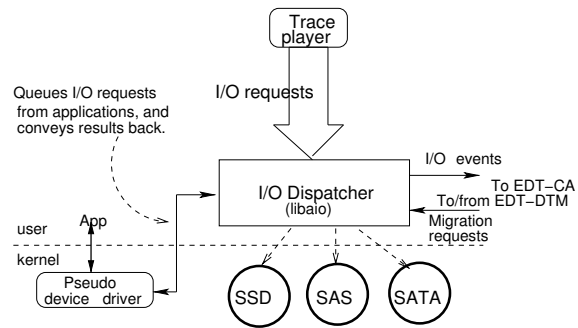 Trace
player
Queues I/O requests
from applications, and
conveys results back.
I/O requests
I/O events
To EDT−CA
To/from EDT−DTM
Migration
requests
I/O Dispatcher
(libaio)
App
user
kernel
Pseudo
device driver
SSD
SAS
SATA